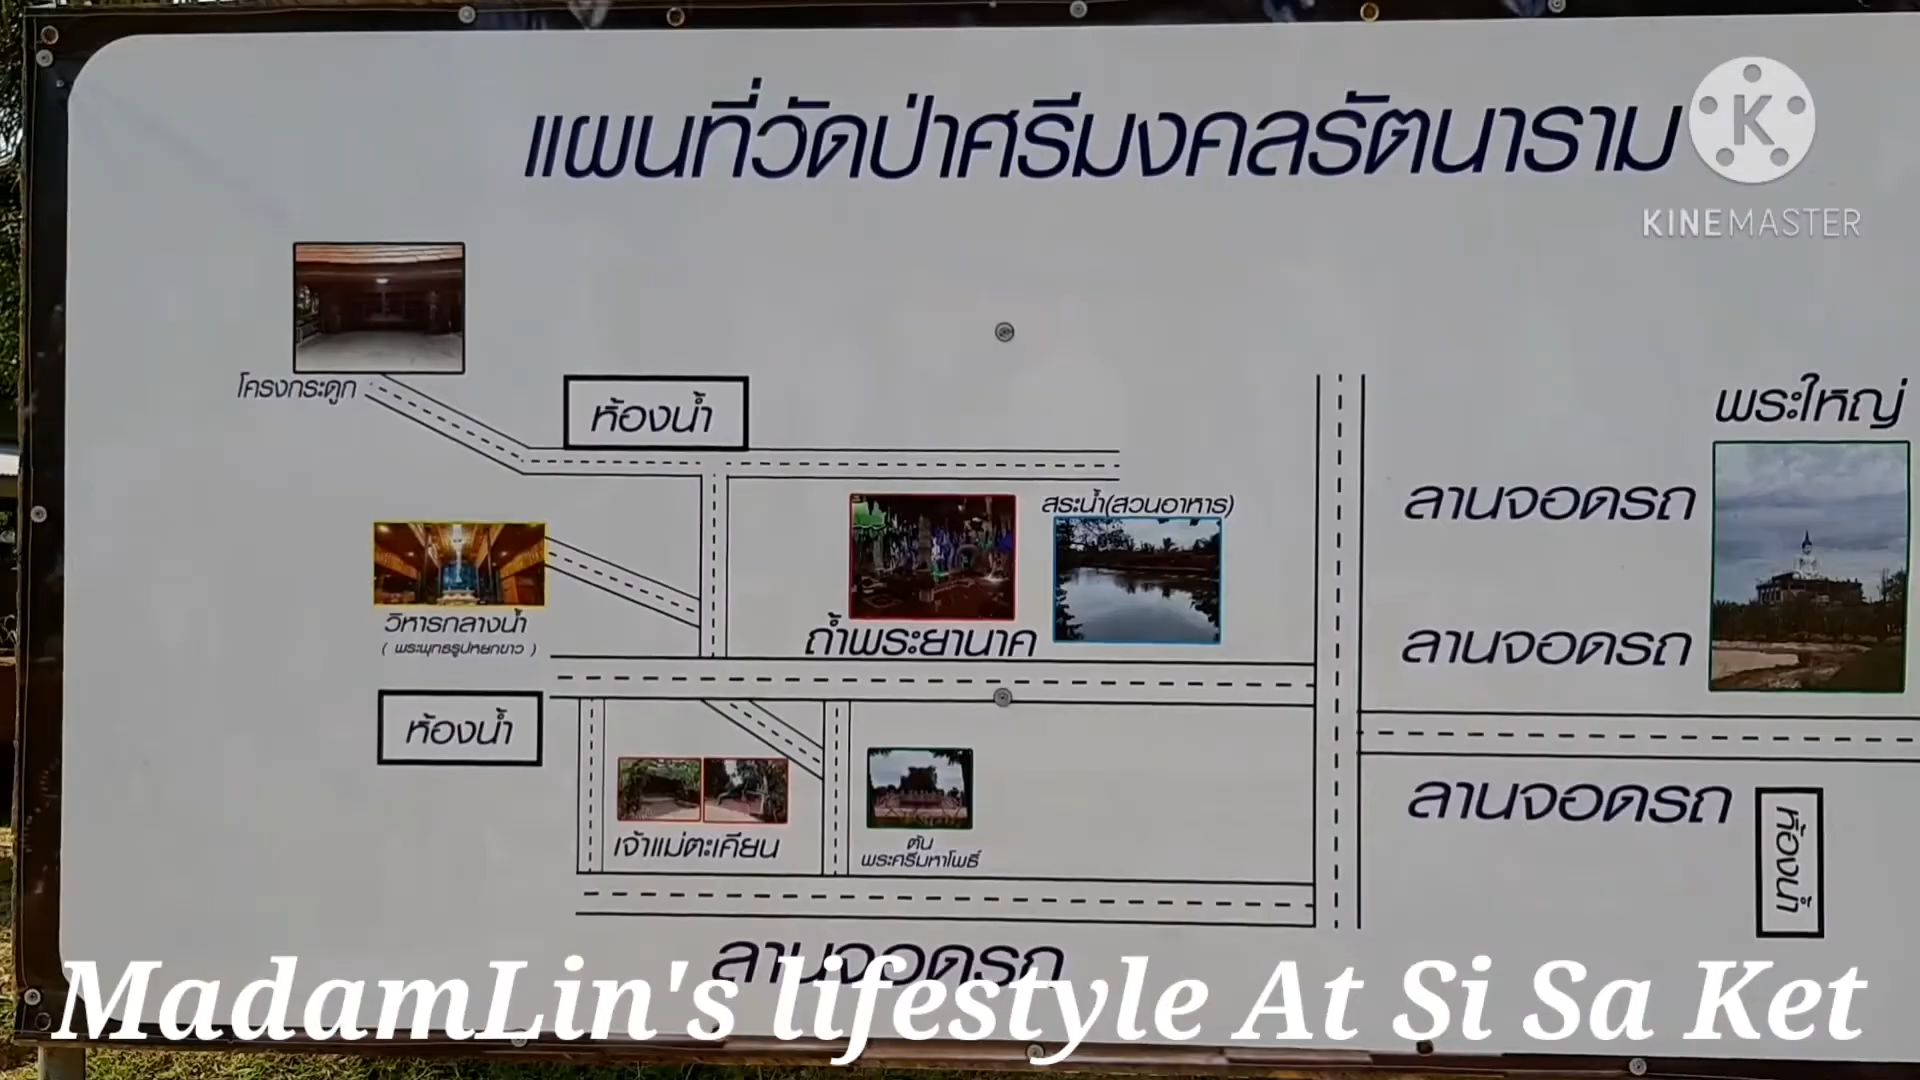 แผนที่วัดป่าศรีมงคลรัตนาราม
K
KINEMASTER
โครงกระดูก
ห้องน้ำ
พระใหญ่
ลานจอดรถ
สระน้ำ(สวนอาหาร)
วิหารกลางน้ำ
( พระพุทธรูปหยกขาว )
ถ้ำพระยานาค
ลานจอดรถ
ห้องน้ำ
เจ้าแม่ตะเคียน
ต้น
พระศรีมหาโพธิ์
ลานจอดรถ
ห้องน้ำ
ลานจอดรถ
MadamLin's lifestyle At Si Sa Ket